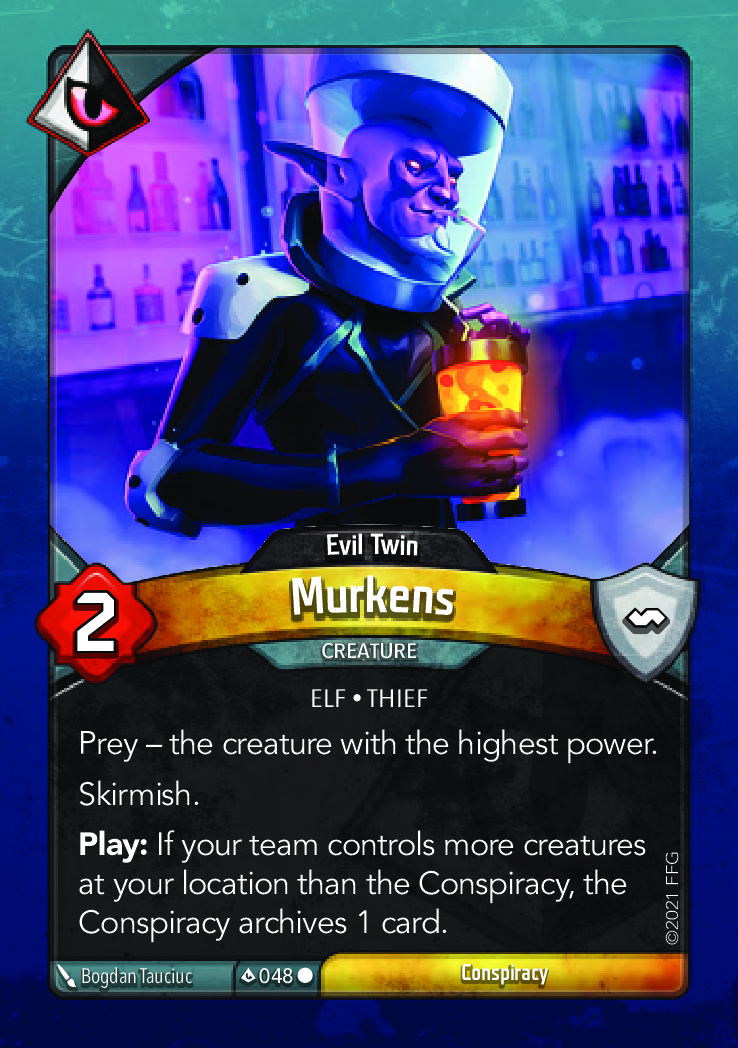 Evil Twin
Murkens
2
CREATURE
ELF • THIEF
Prey – the creature with the highest power.
Skirmish.
Play: If your team controls more creatures
at your location than the Conspiracy, the
Conspiracy archives 1 card.
©2021 FFG
Bogdan Tauciuc
048
Conspiracy